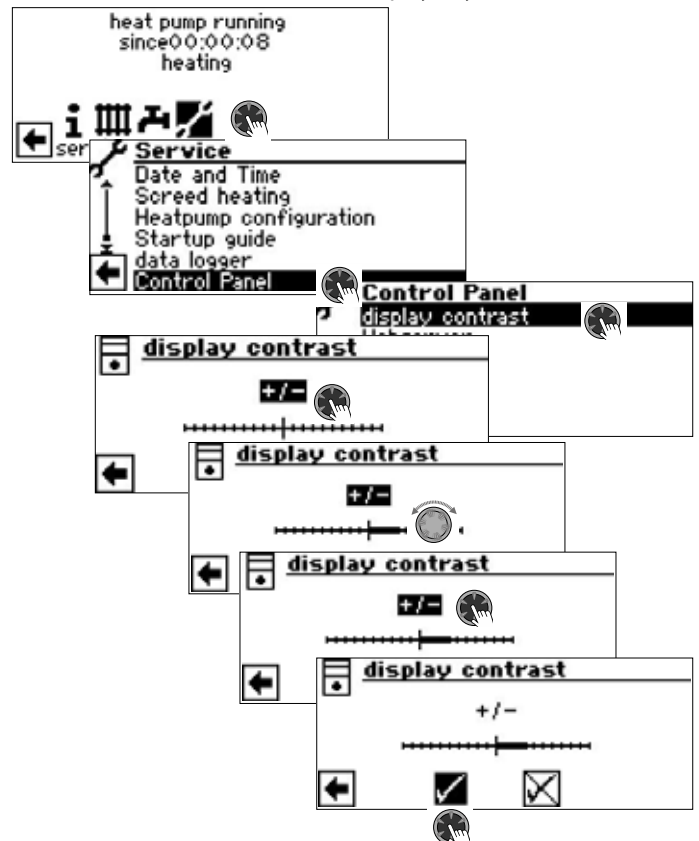 heat pump running
since00:00:08
heating
ser
Service
Date and Time
Screed heating
Heatpump configuration
Startup guide
data logger
Control Panel
Control Panel
display contrast
display contrast
+/-
display contrast
+/-
display contrast
+/-
display contrast
+/-